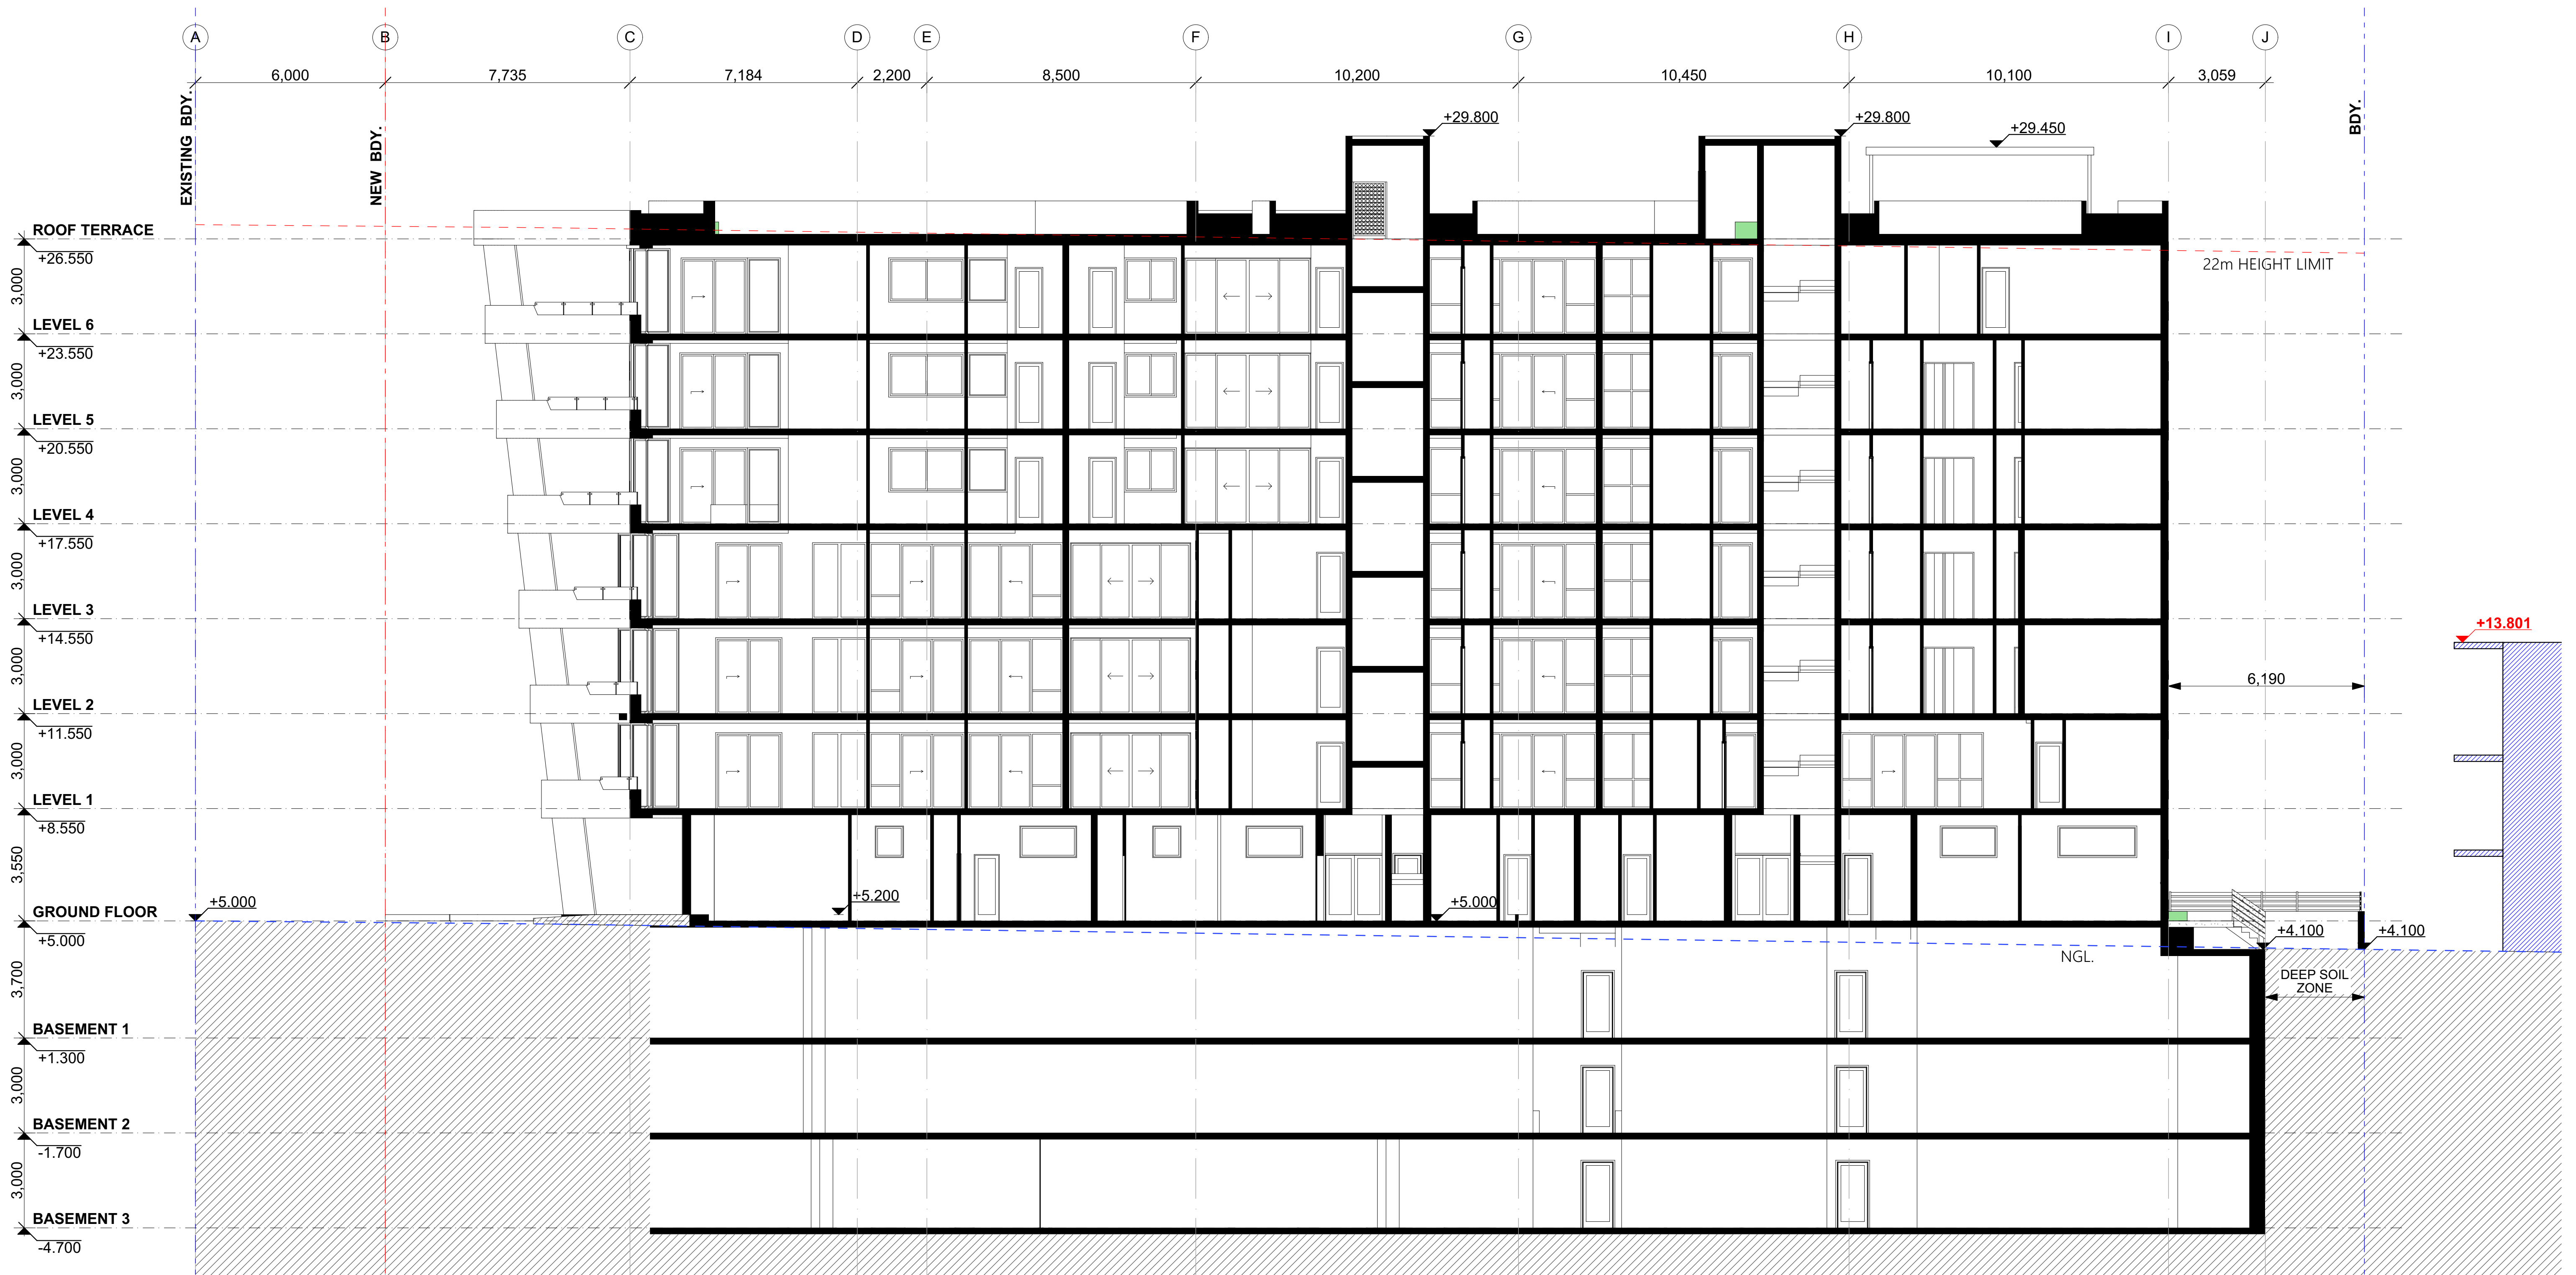 A B C D E F G H I J
6,000 7,735 7,184 2,200 8,500 10,200 10,450 10,100 3,059
EXISTING BDY.
NEW BDY.
BDY.
+29.800
+29.800
+29.450
ROOF TERRACE
+26.550
22m HEIGHT LIMIT
3,000
LEVEL 6
+23.550
3,000
LEVEL 5
+20.550
3,000
LEVEL 4
+17.550
3,000
LEVEL 3
+14.550
+13.801
3,000
6,190
LEVEL 2
+11.550
3,000
LEVEL 1
+8.550
3,550
+5.000
+5.200
+5.000
GROUND FLOOR
+5.000
+4.100
+4.100
NGL.
3,700
DEEP SOIL
ZONE
BASEMENT 1
+1.300
3,000
BASEMENT 2
-1.700
3,000
BASEMENT 3
-4.700